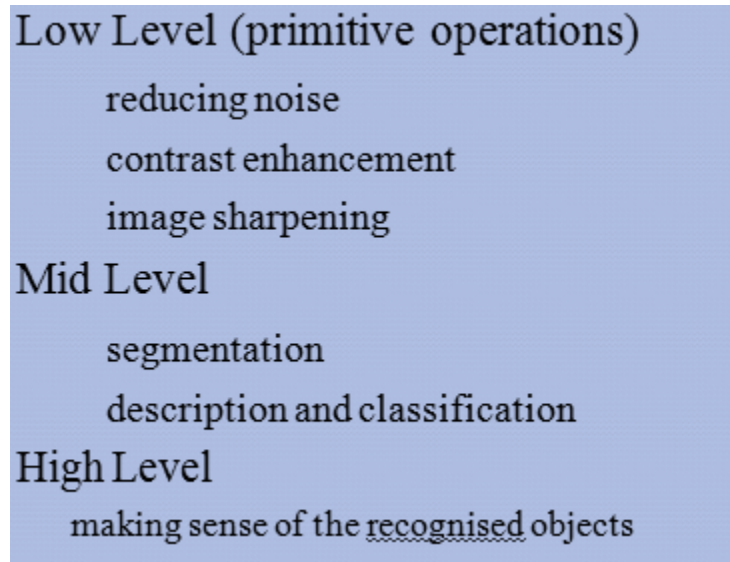 Low Level (primitive operations)
reducing noise
contrast enhancement
image sharpening
Mid Level
segmentation
description and classification
High Level
making sense of the recognised objects